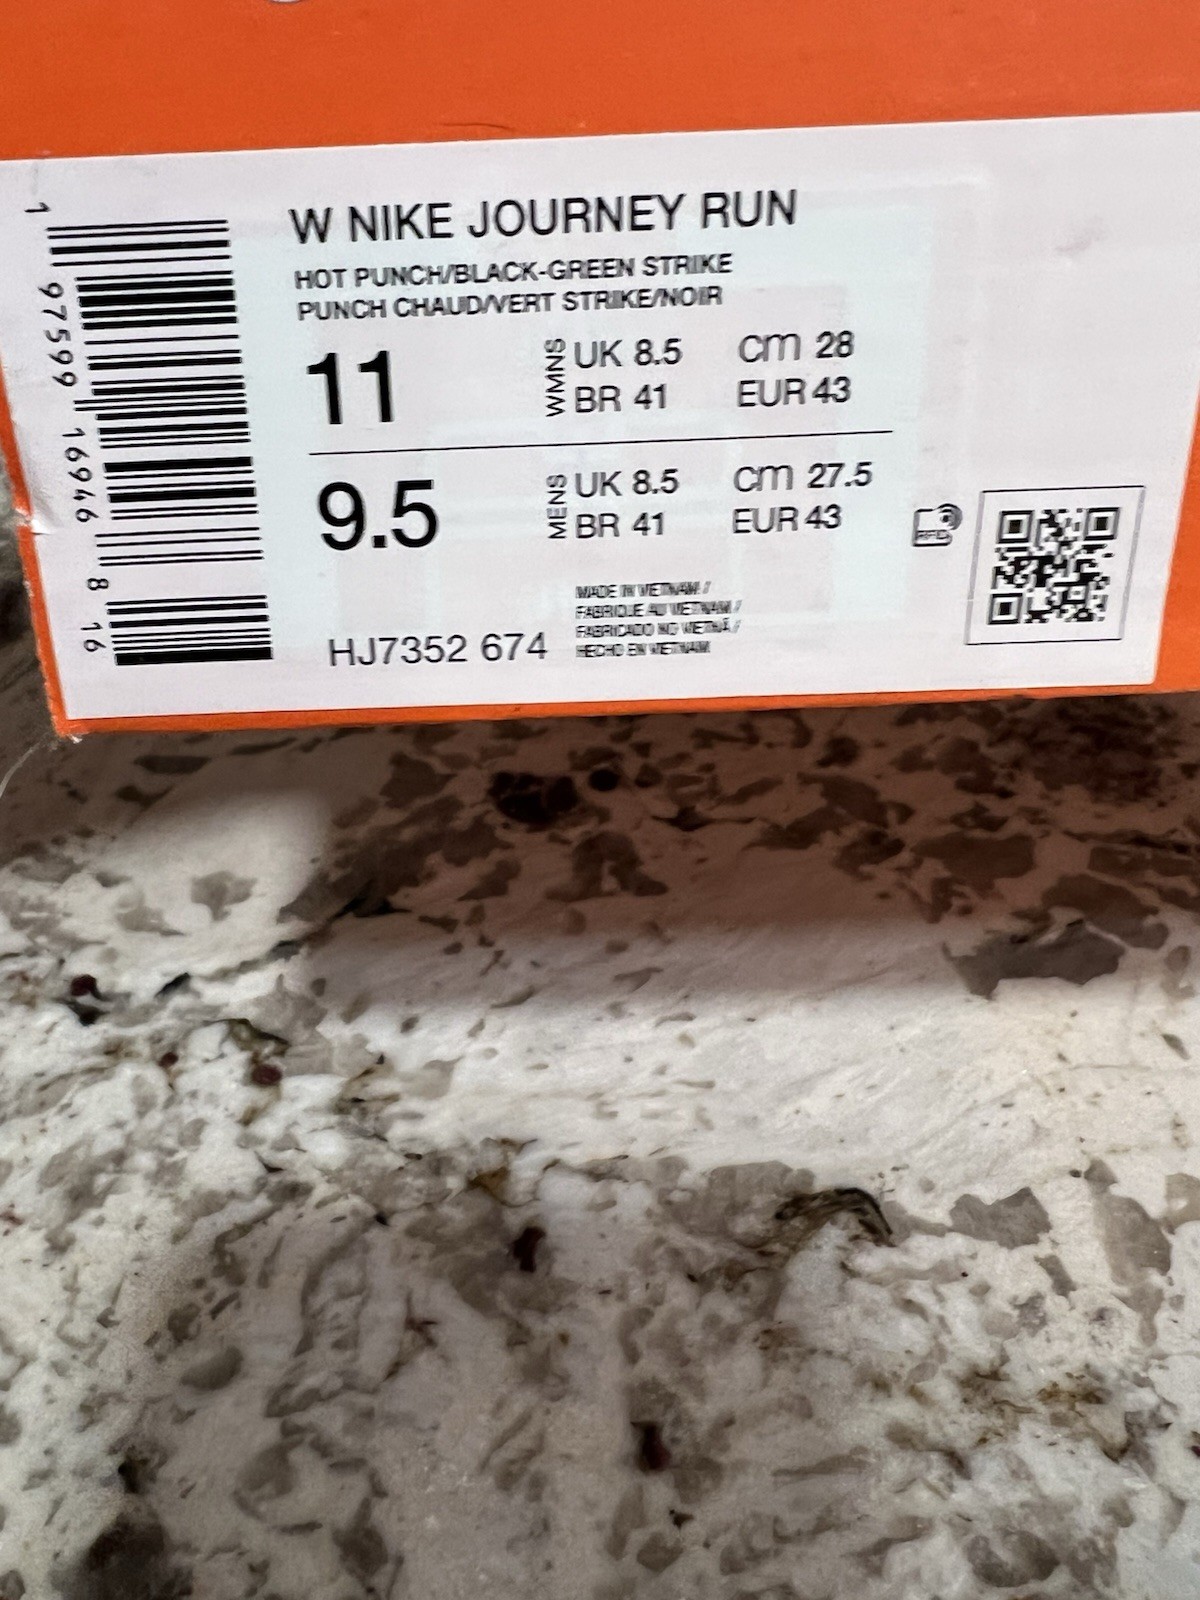 W NIKE JOURNEY RUN
HOT PUNCH/BLACK-GREEN STRIKE
PUNCH CHAUD/VERT STRIKE/NOIR
11
WMNS
UK 8.5 cm 28
BR 41 EUR 43
9.5
MENS
UK 8.5 cm 27.5
BR 41 EUR 43
RFID
HJ7352 674
MADE IN VIETNAM /
FABRIQUE AU VIETNAM /
FABRICADO NO VIETNÃ /
HECHO EN VIETNAM
1 97599 16946 8 16